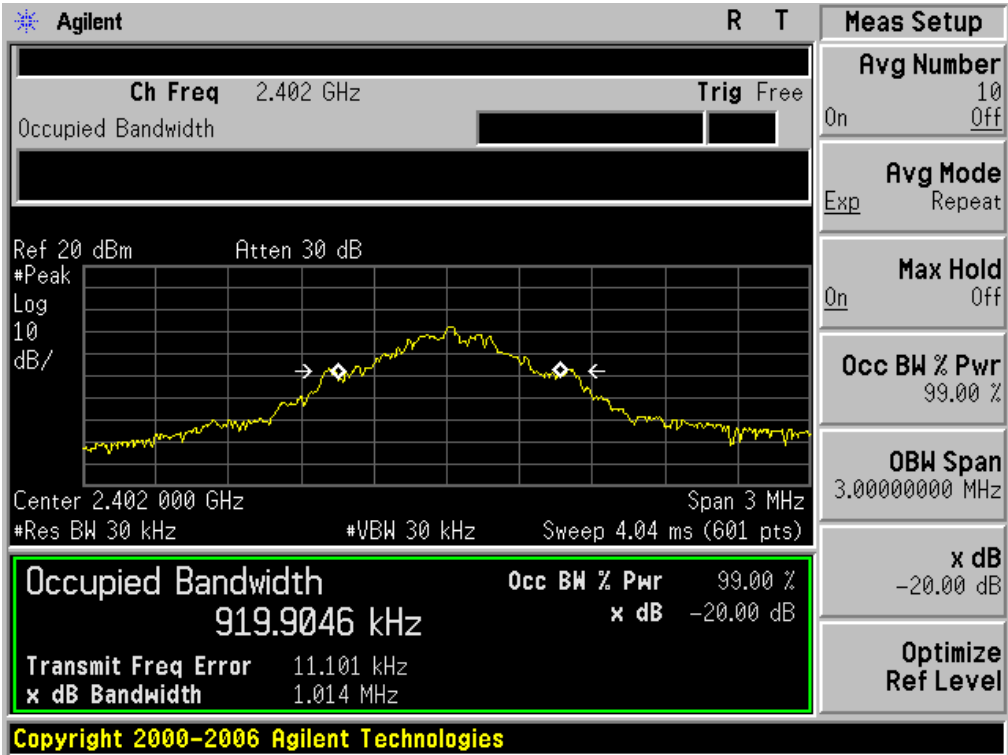 Agilent R T
Ch Freq 2.402 GHz Trig Free
Occupied Bandwidth
Ref 20 dBm Atten 30 dB
#Peak
Log
10
dB/
Center 2.402 000 GHz Span 3 MHz
#Res BW 30 kHz #VBW 30 kHz Sweep 4.04 ms (601 pts)
Occupied Bandwidth
919.9046 kHz
Occ BW % Pwr 99.00 %
x dB -20.00 dB
Transmit Freq Error 11.101 kHz
x dB Bandwidth 1.014 MHz
Copyright 2000-2006 Agilent Technologies
Meas Setup
Avg Number
10
On Off
Avg Mode
Exp Repeat
Max Hold
On Off
Occ BW % Pwr
99.00 %
OBW Span
3.00000000 MHz
x dB
-20.00 dB
Optimize
Ref Level